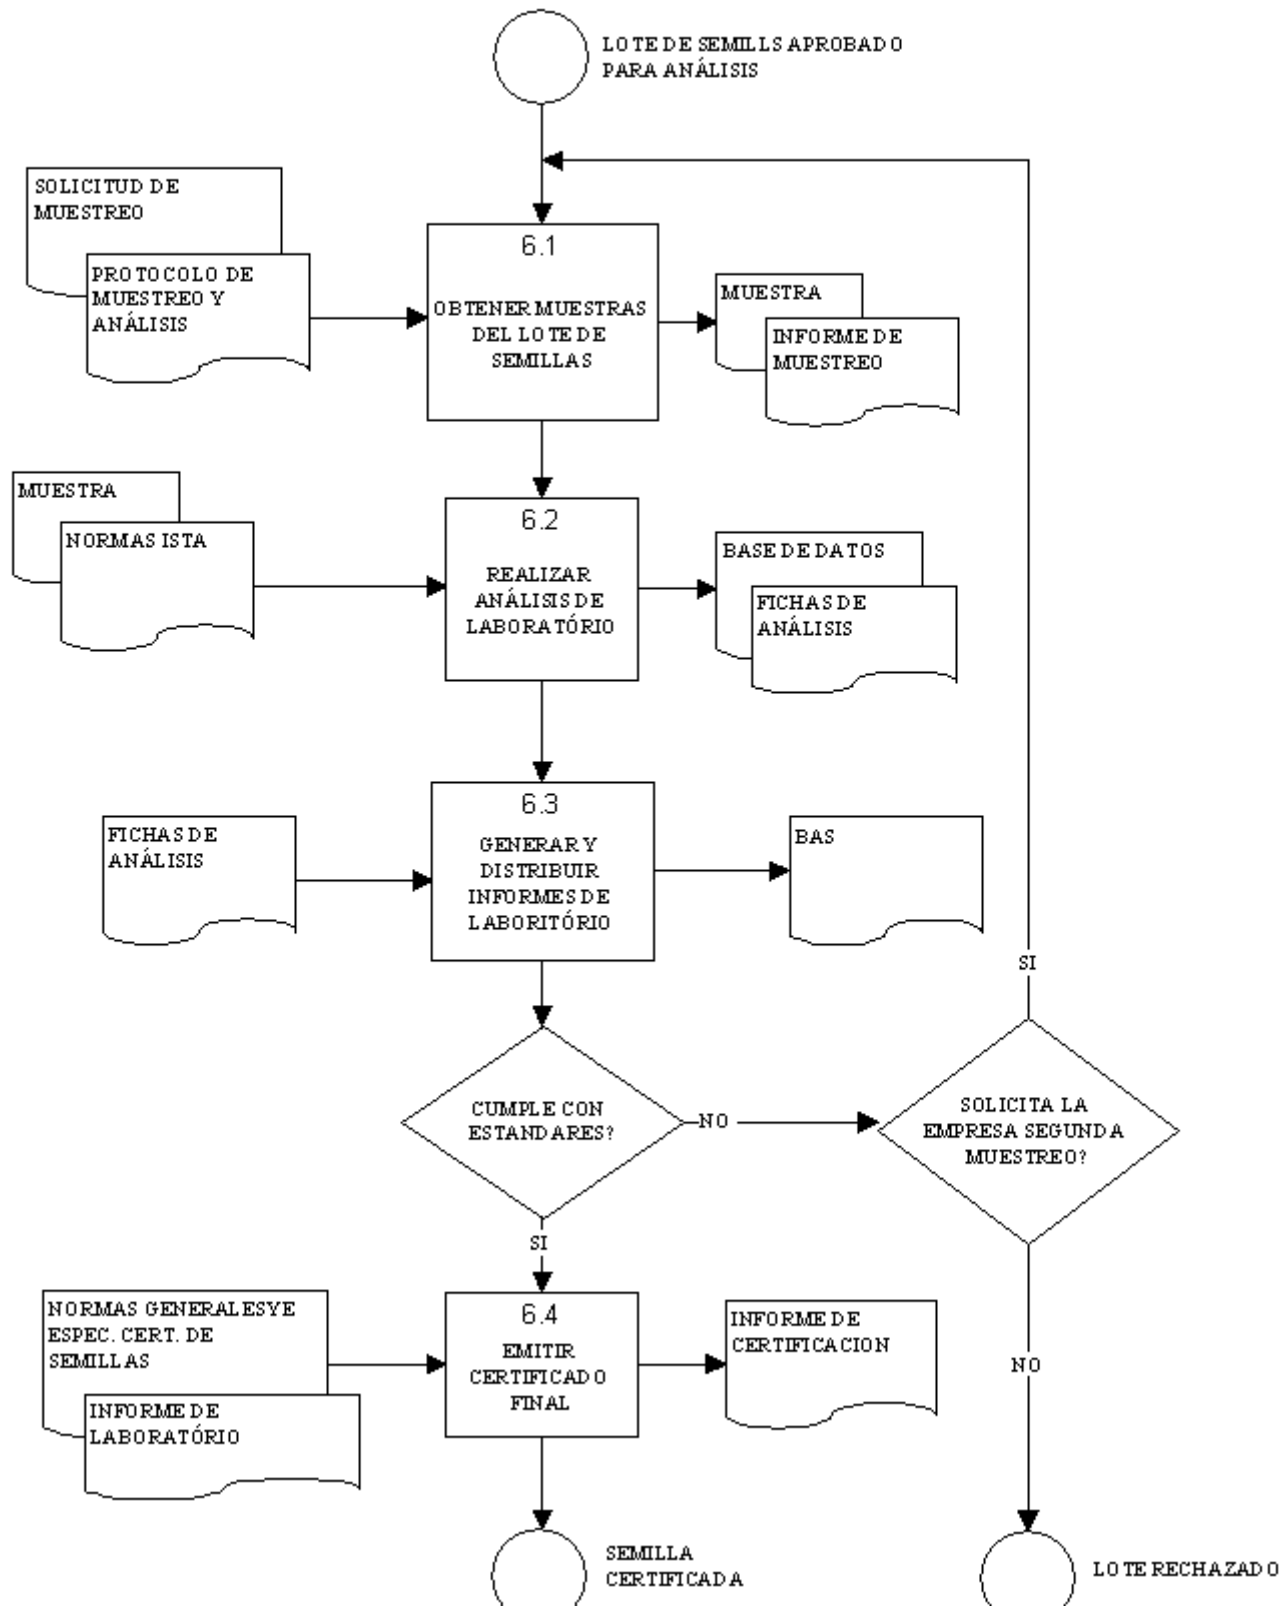 LOTE DE SEMILLS APROBADO
PARA ANÁLISIS
SOLICITUD DE
MUESTREO
PROTOCOLO DE
MUESTREO Y
ANÁLISIS
6.1
OBTENER MUESTRAS
DEL LOTE DE
SEMILLAS
MUESTRA
INFORME DE
MUESTREO
MUESTRA
NORMAS ISTA
6.2
REALIZAR
ANÁLISIS DE
LABORATÓRIO
BASE DE DATOS
FICHAS DE
ANÁLISIS
FICHAS DE
ANÁLISIS
6.3
GENERAR Y
DISTRIBUIR
INFORMES DE
LABORITÓRIO
BAS
SI
CUMPLE CON
ESTANDARES?
NO
SOLICITA LA
EMPRESA SEGUNDA
MUESTREO?
SI
NORMAS GENERALES Y E
ESPEC. CERT. DE
SEMILLAS
INFORME DE
LABORATÓRIO
6.4
EMITIR
CERTIFICADO
FINAL
INFORME DE
CERTIFICACION
NO
SEMILLA
CERTIFICADA
LOTE RECHAZADO